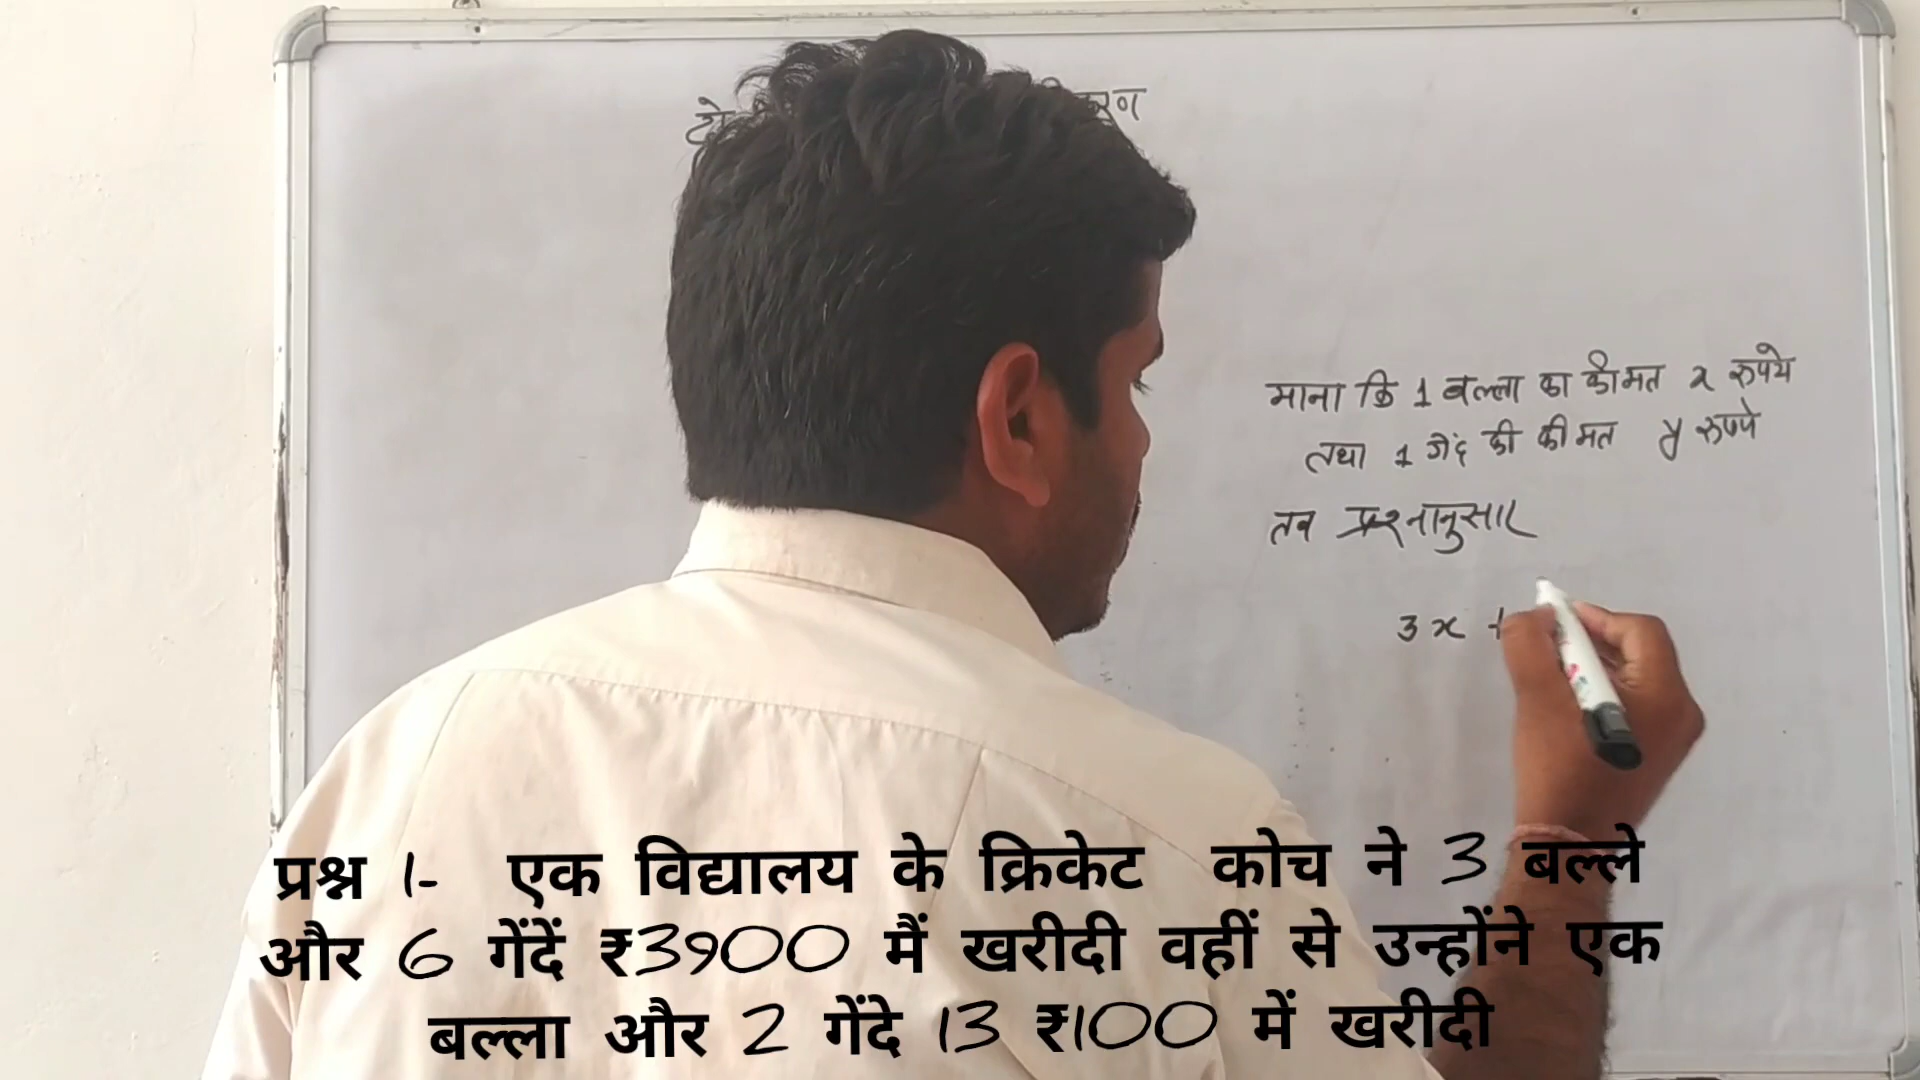 माना कि 1 बल्ला का कीमत x रुपये
तथा 1 गेंद की कीमत y रुपये
तब प्रश्नानुसार
3x +
प्रश्न 1- एक विद्यालय के क्रिकेट कोच ने 3 बल्ले
और 6 गेंदें ₹3900 मैं खरीदी वहीं से उन्होंने एक
बल्ला और 2 गेंदे 13 ₹100 में खरीदी